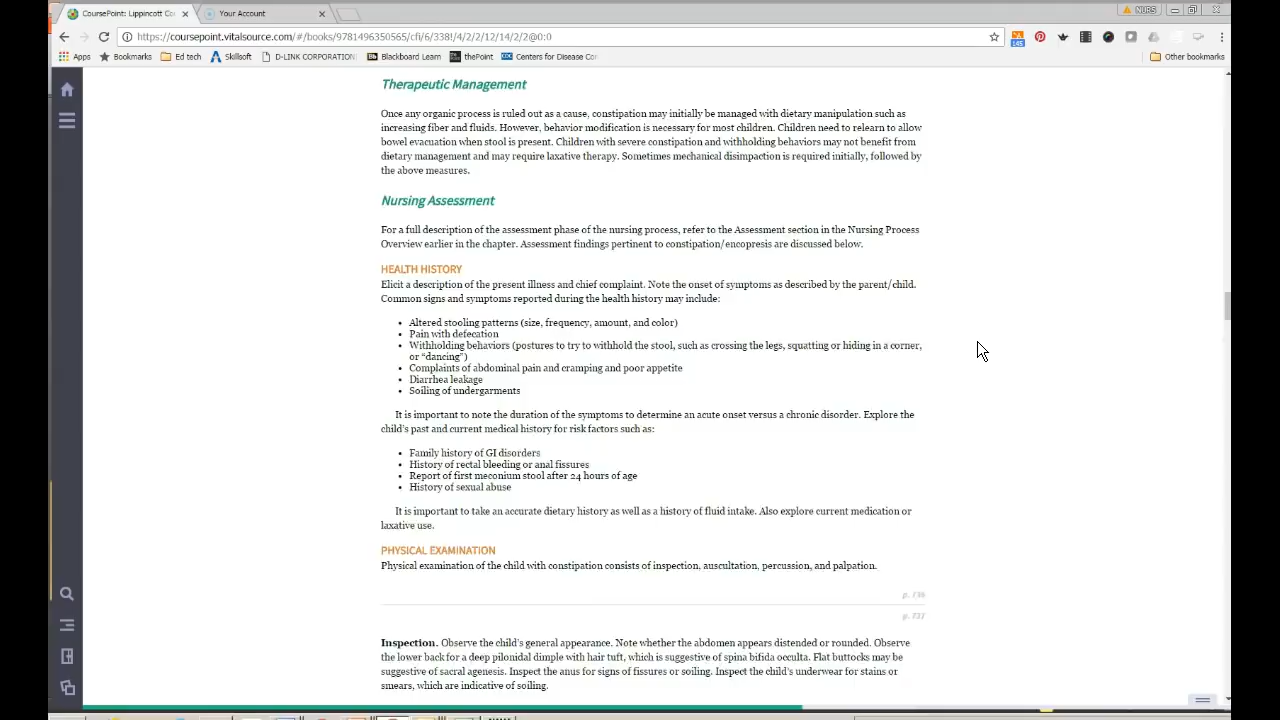 CoursePoint: Lippincott Co
Your Account
NURS
https://coursepoint.vitalsource.com/#/books/9781496350565/cfi/6/338!/4/2/2/12/14/2/2@0:0
145
Apps
Bookmarks
Ed tech
Skillsoft
D-LINK CORPORATION
Blackboard Learn
thePoint
Centers for Disease Co
Other bookmarks
Therapeutic Management
Once any organic process is ruled out as a cause, constipation may initially be managed with dietary manipulation such as
increasing fiber and fluids. However, behavior modification is necessary for most children. Children need to relearn to allow
bowel evacuation when stool is present. Children with severe constipation and withholding behaviors may not benefit from
dietary management and may require laxative therapy. Sometimes mechanical disimpaction is required initially, followed by
the above measures.
Nursing Assessment
For a full description of the assessment phase of the nursing process, refer to the Assessment section in the Nursing Process
Overview earlier in the chapter. Assessment findings pertinent to constipation/encopresis are discussed below.
HEALTH HISTORY
Elicit a description of the present illness and chief complaint. Note the onset of symptoms as described by the parent/child.
Common signs and symptoms reported during the health history may include:
• Altered stooling patterns (size, frequency, amount, and color)
• Pain with defecation
• Withholding behaviors (postures to try to withhold the stool, such as crossing the legs, squatting or hiding in a corner,
or “dancing”)
• Complaints of abdominal pain and cramping and poor appetite
• Diarrhea leakage
• Soiling of undergarments
It is important to note the duration of the symptoms to determine an acute onset versus a chronic disorder. Explore the
child's past and current medical history for risk factors such as:
• Family history of GI disorders
• History of rectal bleeding or anal fissures
• Report of first meconium stool after 24 hours of age
• History of sexual abuse
It is important to take an accurate dietary history as well as a history of fluid intake. Also explore current medication or
laxative use.
PHYSICAL EXAMINATION
Physical examination of the child with constipation consists of inspection, auscultation, percussion, and palpation.
p. 736
p. 737
Inspection. Observe the child's general appearance. Note whether the abdomen appears distended or rounded. Observe
the lower back for a deep pilonidal dimple with hair tuft, which is suggestive of spina bifida occulta. Flat buttocks may be
suggestive of sacral agenesis. Inspect the anus for signs of fissures or soiling. Inspect the child's underwear for stains or
smears, which are indicative of soiling.